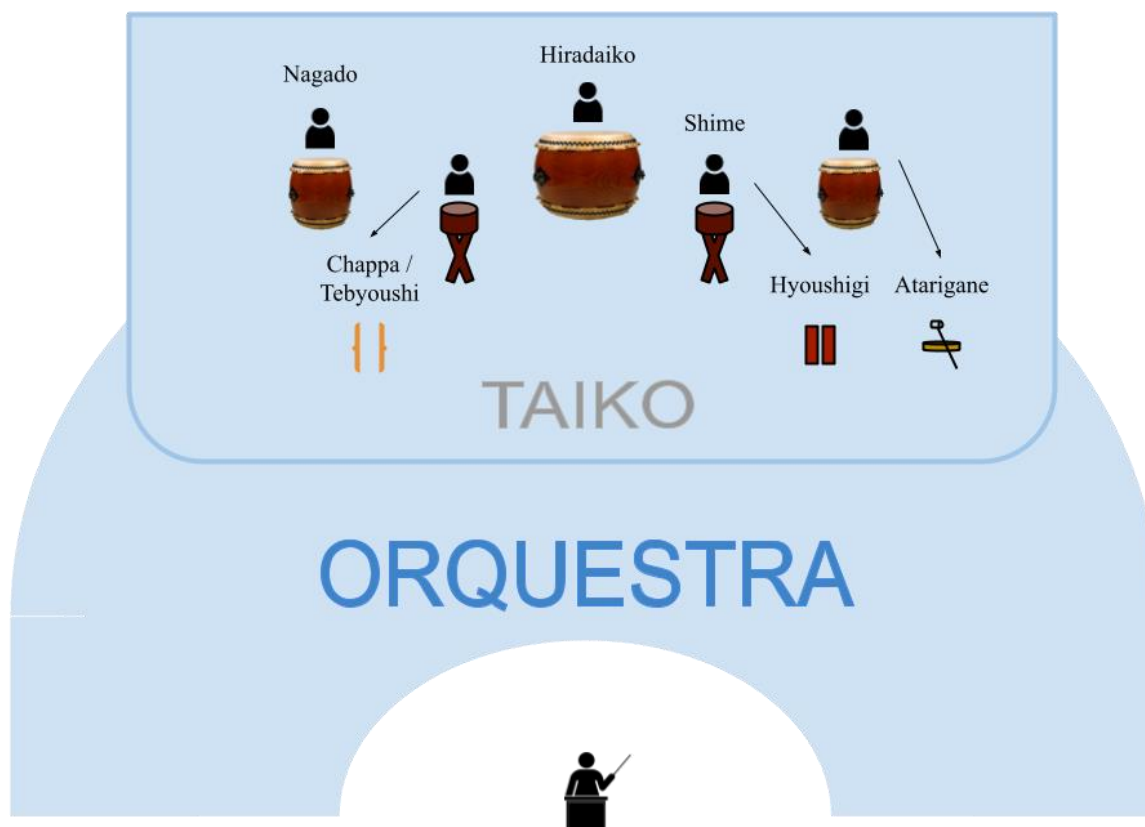 Hiradaiko
Nagado
Shime
Chappa /
Tebyoushi
Hyoushigi
Atarigane
TAIKO
ORQUESTRA